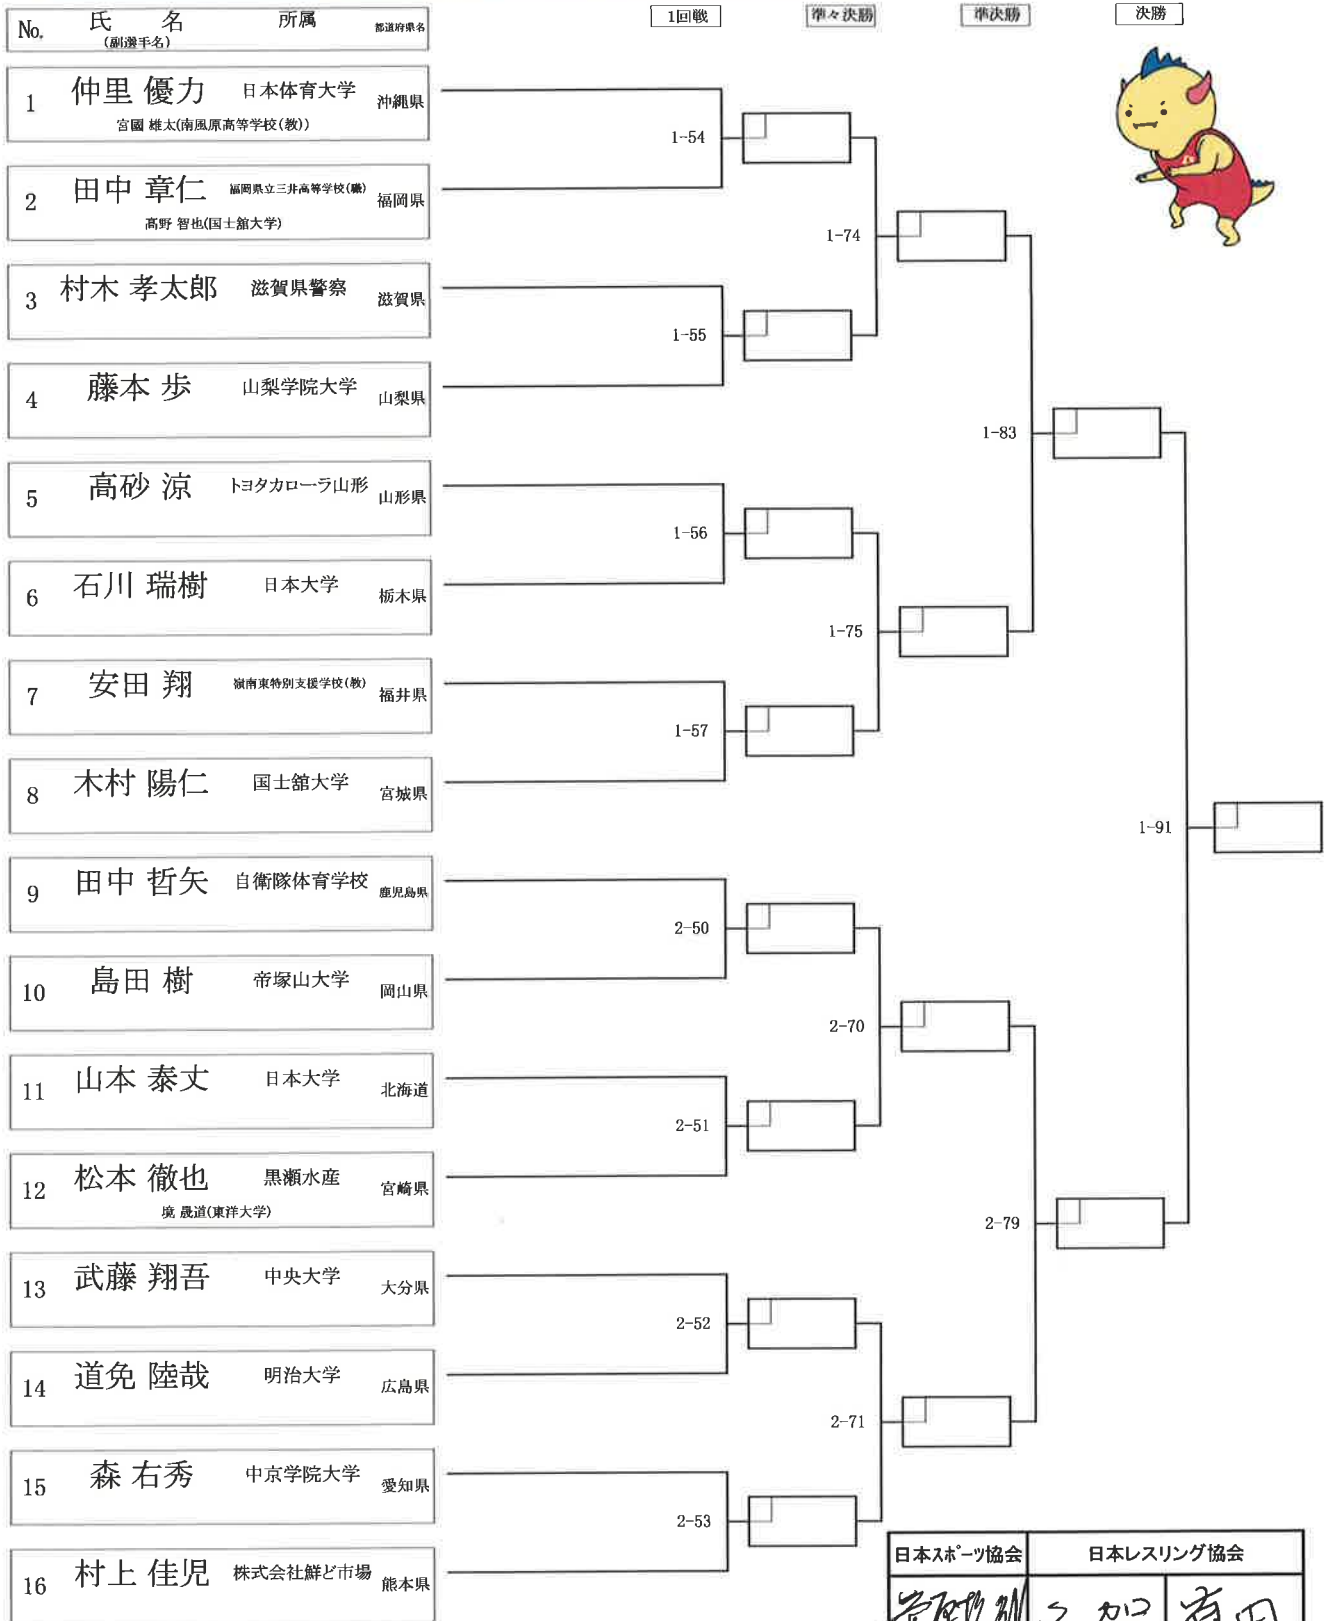 No. 氏 名 所属 都道府県名
(副選手名)
1回戦 準々決勝 準決勝 決勝
1 仲里 優力 日本体育大学 沖縄県
宮國 雄太(南風原高等学校(教))
2 田中 章仁 福岡県立三井高等学校(職) 福岡県
髙野 智也(国士舘大学)
3 村木 孝太郎 滋賀県警察 滋賀県
4 藤本 歩 山梨学院大学 山梨県
5 高砂 涼 トヨタカローラ山形 山形県
6 石川 瑞樹 日本大学 栃木県
7 安田 翔 嶺南東特別支援学校(教) 福井県
8 木村 陽仁 国士舘大学 宮城県
9 田中 哲矢 自衛隊体育学校 鹿児島県
10 島田 樹 帝塚山大学 岡山県
11 山本 泰丈 日本大学 北海道
12 松本 徹也 黒瀬水産 宮崎県
境 晟道(東洋大学)
13 武藤 翔吾 中央大学 大分県
14 道免 陸哉 明治大学 広島県
15 森 右秀 中京学院大学 愛知県
16 村上 佳児 株式会社鮮ど市場 熊本県
1-54
1-55
1-56
1-57
2-50
2-51
2-52
2-53
1-74
1-75
2-70
2-71
1-83
2-79
1-91
日本スポーツ協会 日本レスリング協会